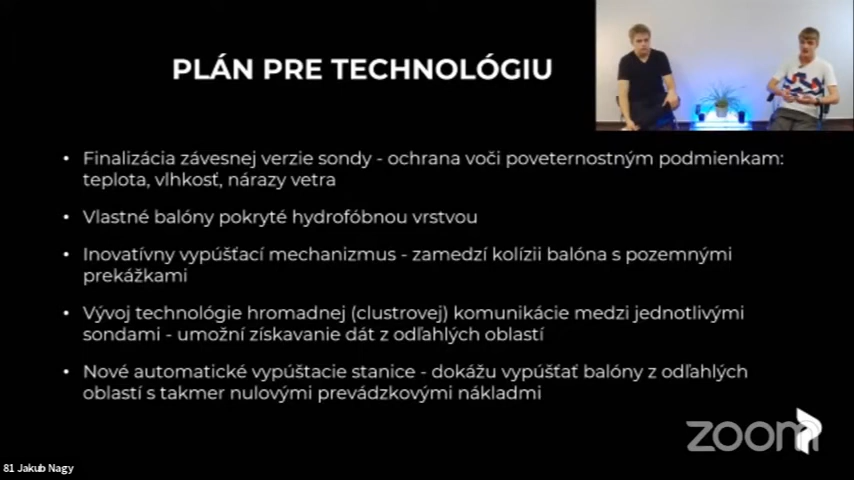 PLÁN PRE TECHNOLÓGIU
• Finalizácia závesnej verzie sondy - ochrana voči poveternostným podmienkam:
teplota, vlhkosť, nárazy vetra
• Vlastné balóny pokryté hydrofóbnou vrstvou
• Inovatívny vypúšťací mechanizmus - zamedzí kolízii balóna s pozemnými
prekážkami
• Vývoj technológie hromadnej (clustrovej) komunikácie medzi jednotlivými
sondami - umožní získavanie dát z odľahlých oblastí
• Nové automatické vypúštacie stanice - dokážu vypúšťať balóny z odľahlých
oblastí s takmer nulovými prevádzkovými nákladmi
zoom
81 Jakub Nagy